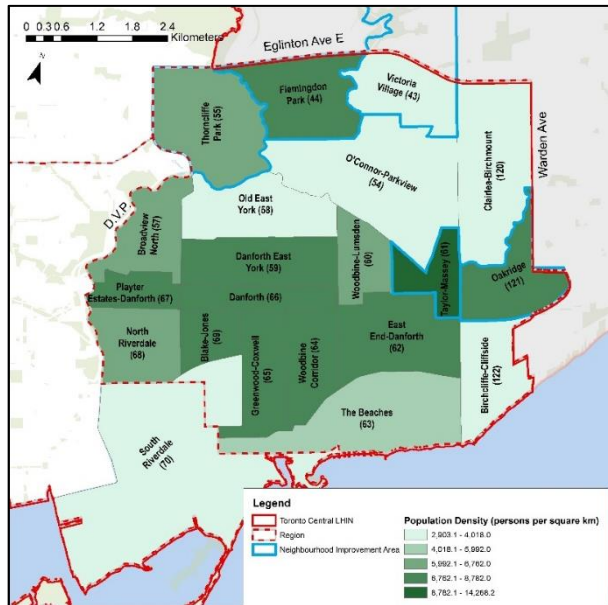 0 0.3 0.6 1.2 1.8 2.4
Kilometers
N
Eglinton Ave E
Warden Ave
D.V.P.
Flemingdon
Park (44)
Victoria
Village (43)
Thorncliffe
Park (55)
O'Connor-Parkview
(54)
Clairlea-Birchmount
(120)
Old East
York (58)
Broadview
North (57)
Danforth East
York (59)
Woodbine-Lumsden
(60)
Taylor-Massey (61)
Oakridge
(121)
Playter
Estates-Danforth (67)
Danforth (66)
North
Riverdale
(68)
Blake-Jones
(69)
Greenwood-Coxwell
(65)
Woodbine
Corridor (64)
East
End-Danforth
(62)
Birchcliffe-Cliffside
(122)
The Beaches
(63)
South
Riverdale
(70)
Legend
Toronto Central LHIN
Region
Neighbourhood Improvement Area
Population Density (persons per square km)
2,903.1 - 4,018.0
4,018.1 - 5,992.0
5,992.1 - 6,762.0
6,762.1 - 8,782.0
8,782.1 - 14,268.2